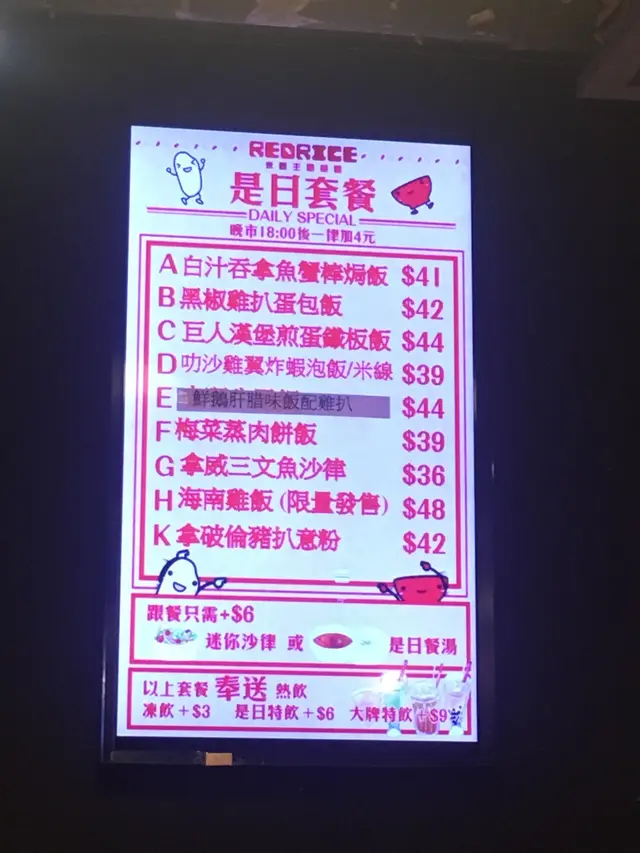 REDRICE
是日套餐
DAILY SPECIAL
晚市18:00後一律加4元
A 白汁吞拿魚蟹棒焗飯 $41
B 黑椒雞扒蛋包飯 $42
C 巨人漢堡煎蛋鐵板飯 $44
D 叻沙雞翼炸蝦泡飯/米線 $39
E 鮮鵝肝腊味飯配雞扒 $44
F 梅菜蒸肉餅飯 $39
G 拿威三文魚沙律 $36
H 海南雞飯 (限量發售) $48
K 拿破倫豬扒意粉 $42
跟餐只需+$6
迷你沙律 或 是日餐湯
以上套餐 奉送 熱飲
凍飲+$3 是日特飲+$6 大牌特飲+$9